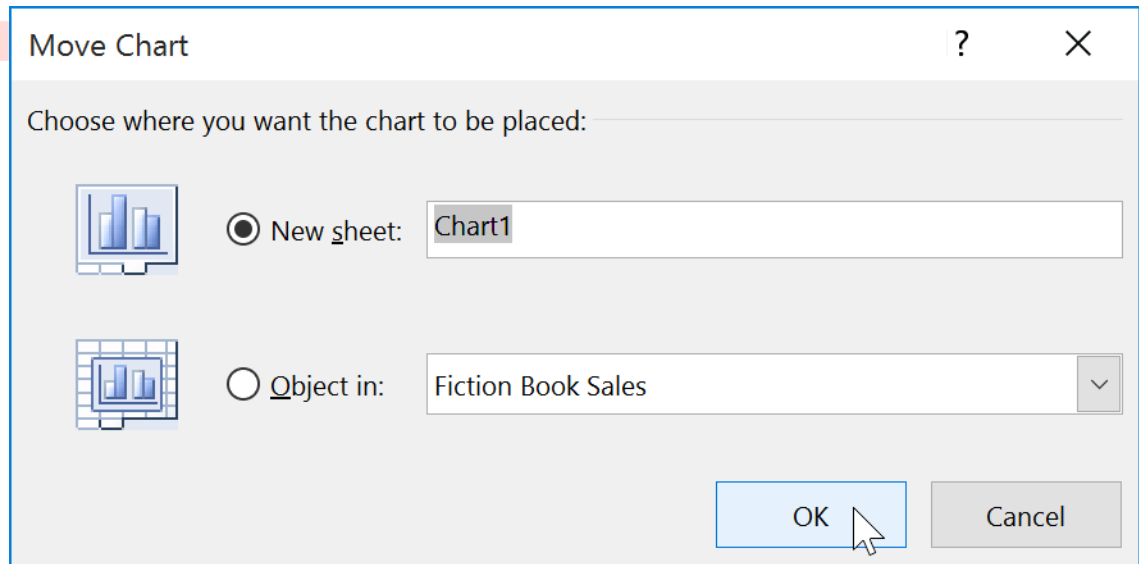 Move Chart ?
Choose where you want the chart to be placed:
New sheet: Chart1
Object in: Fiction Book Sales
OK Cancel